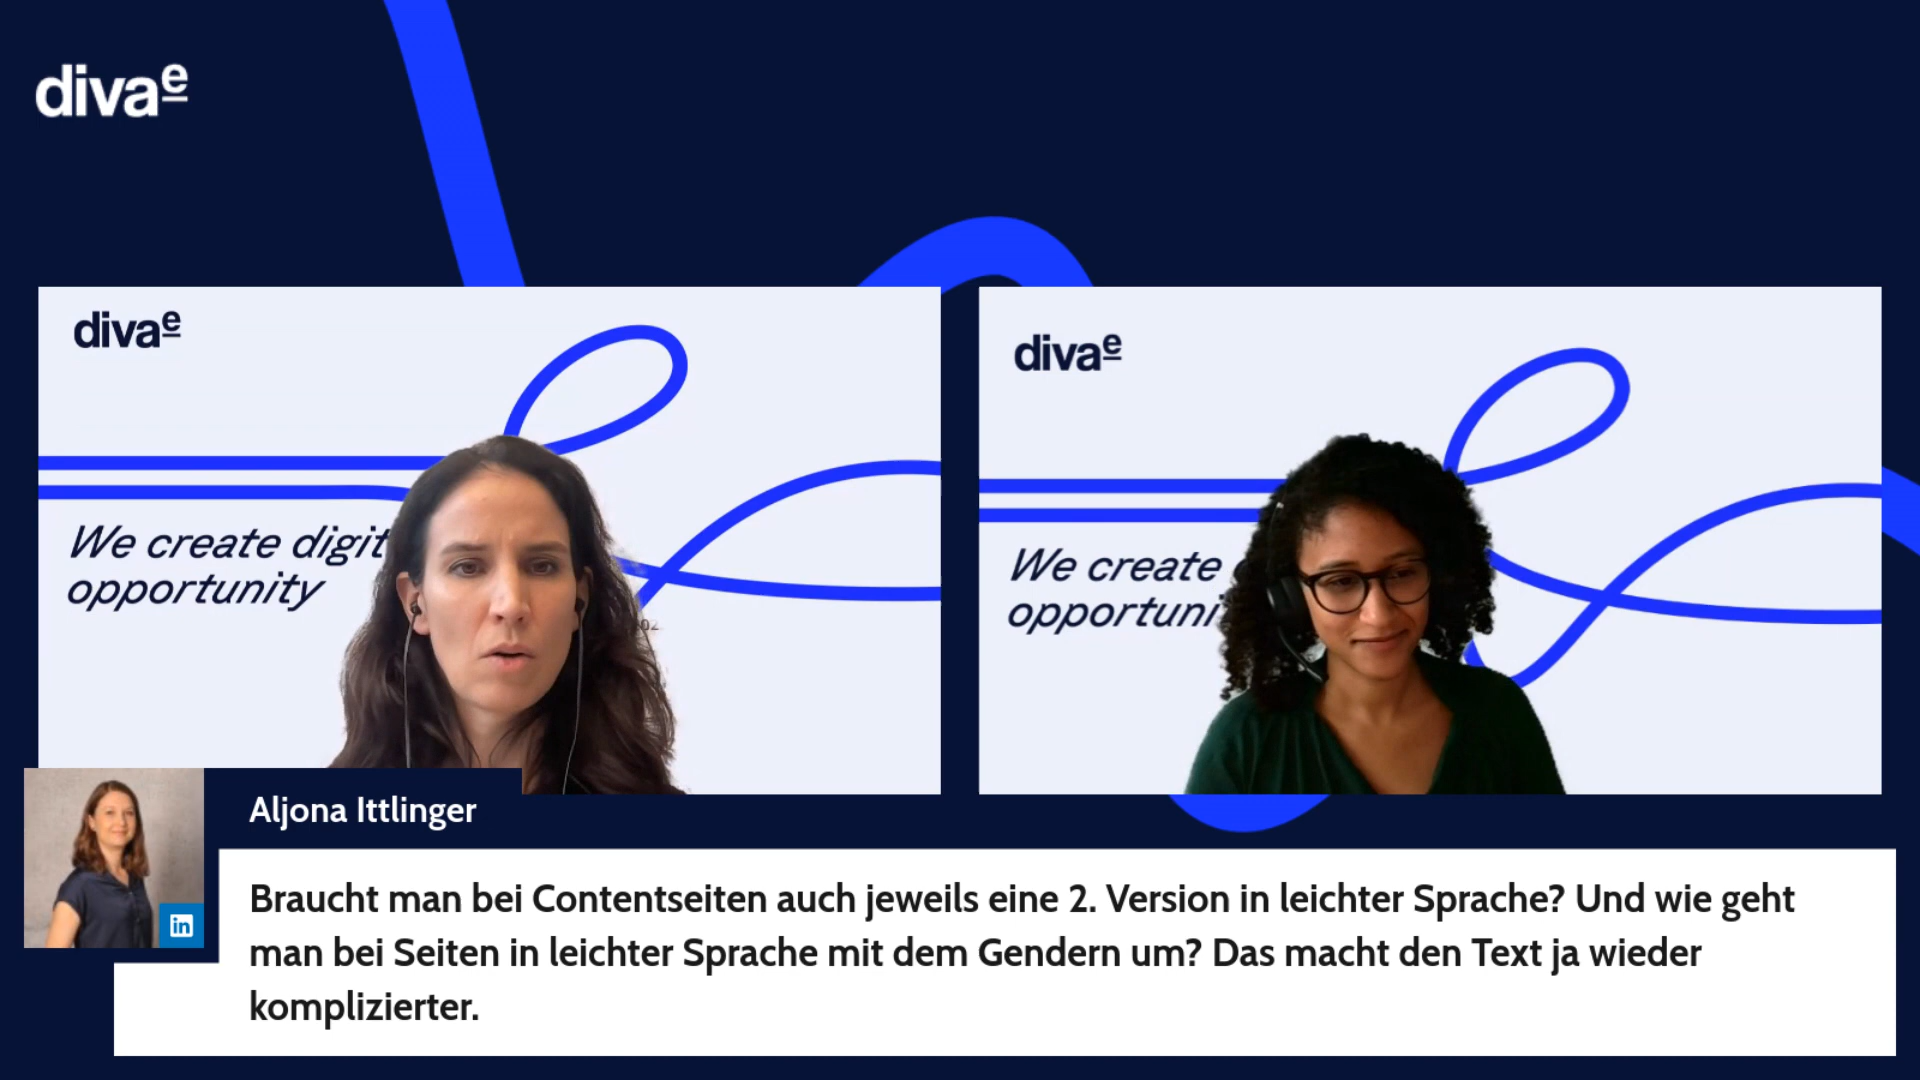 divae
divae
We create digit
opportunity
divae
We create
opportuni
Aljona Ittlinger
in
Braucht man bei Contentseiten auch jeweils eine 2. Version in leichter Sprache? Und wie geht
man bei Seiten in leichter Sprache mit dem Gendern um? Das macht den Text ja wieder
komplizierter.